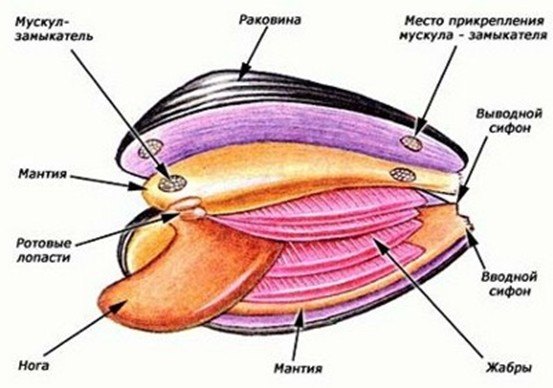 Мускул-
замыкатель
Раковина
Место прикрепления
мускула - замыкателя
Выводной
сифон
Мантия
Ротовые
лопасти
Вводной
сифон
Нога
Мантия
Жабры